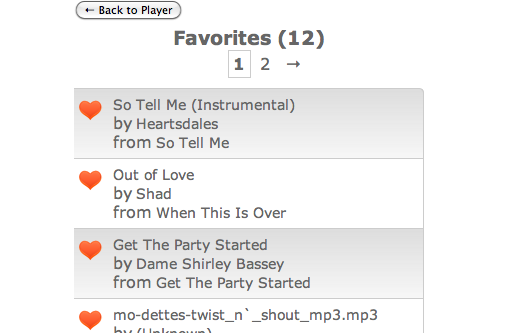 ← Back to Player
Favorites (12)
1 2 →
So Tell Me (Instrumental)
by Heartsdales
from So Tell Me
Out of Love
by Shad
from When This Is Over
Get The Party Started
by Dame Shirley Bassey
from Get The Party Started
mo-dettes-twist_n`_shout_mp3.mp3
by (Unknown)